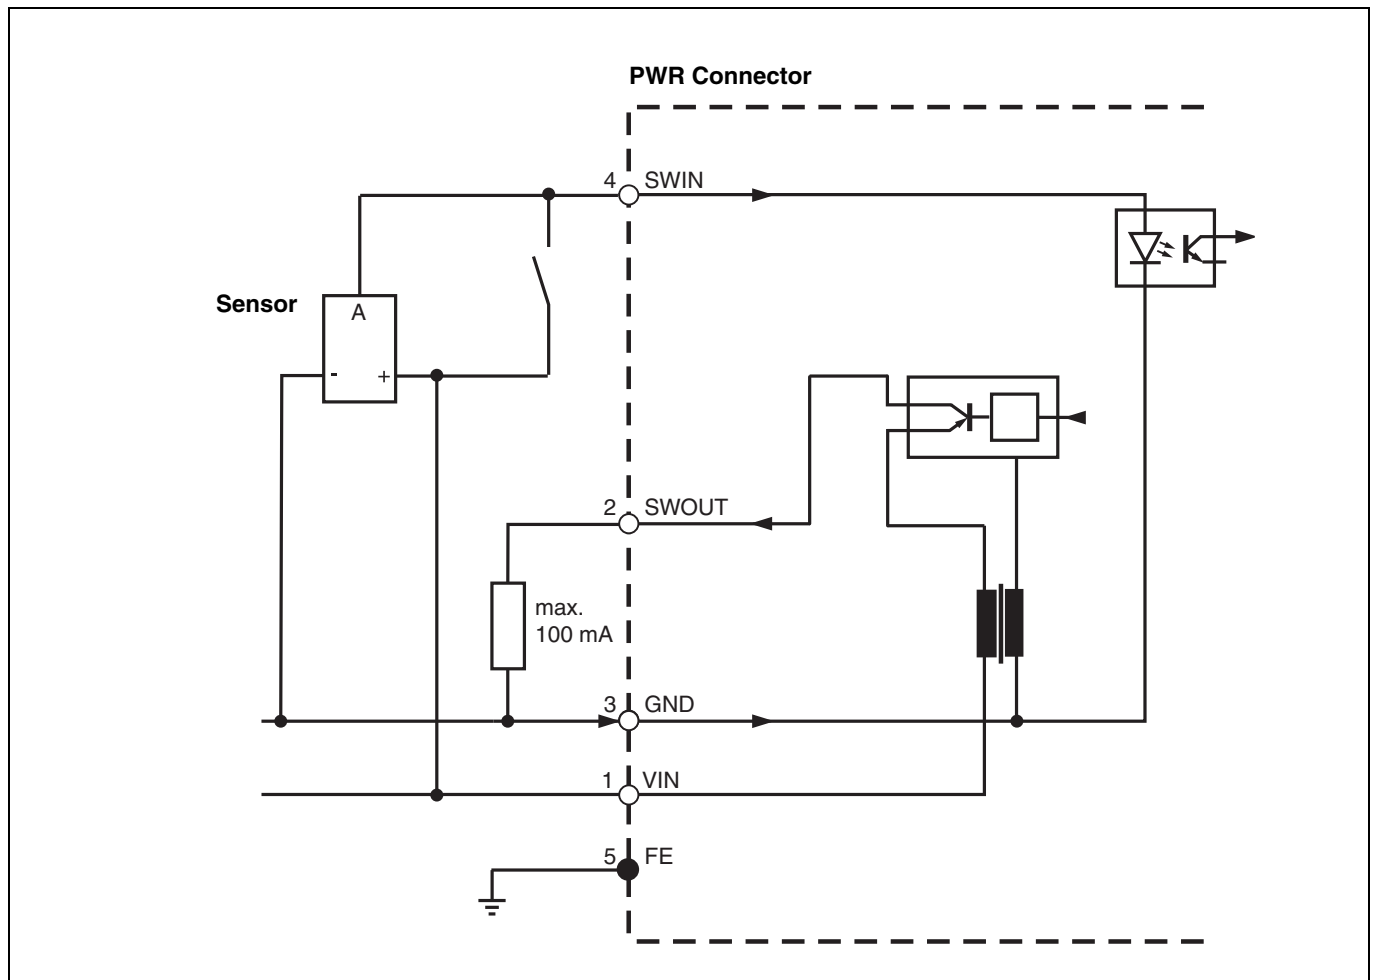 PWR Connector
4 SWIN
Sensor
A
- +
2 SWOUT
max.
100 mA
3 GND
1 VIN
5 FE